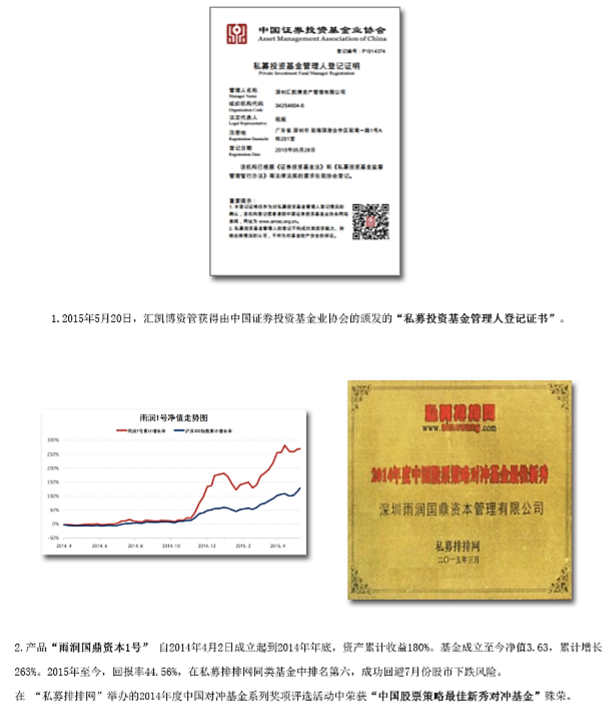 中国证券投资基金业协会
Asset Management Association of China
登记编号：P1014374
私募投资基金管理人登记证明
Private Investment Fund Manager Registration
管理人名称
Manager Name
深圳汇凯博资产管理有限公司
组织机构代码
Organization Code
34254604-6
法定代表人
Legal Representative
注册地
Registration Domicile
广东省 深圳市 前海深港合作区前湾一路1号A
栋201室
登记日期
Registration Date
该机构已根据《证券投资基金法》和《私募投资基金监督
管理暂行办法》等法律法规的要求在我协会登记。
重要提示：
1.2015年5月20日，汇凯博资管获得由中国证券投资基金业协会的颁发的“私募投资基金管理人登记证书”。
雨润1号净值走势图
雨润1号累计增长率
沪深300指数累计增长率
350%
300%
250%
200%
150%
100%
50%
0%
-50%
2014.4 2014.6 2014.8 2014.10 2014.12 2015.2 2015.4
私募排排网
2014年度中国股票策略对冲基金最佳新秀
深圳雨润国鼎资本管理有限公司
私募排排网
二〇一五年三月
2.产品“雨润国鼎资本1号” 自2014年4月2日成立起到2014年年底，资产累计收益180%。基金成立至今净值3.63，累计增长
263%。2015年至今，回报率44.56%，在私募排排网同类基金中排名第六，成功回避7月份股市下跌风险。
在 “私募排排网”举办的2014年度中国对冲基金系列奖项评选活动中荣获“中国股票策略最佳新秀对冲基金”殊荣。